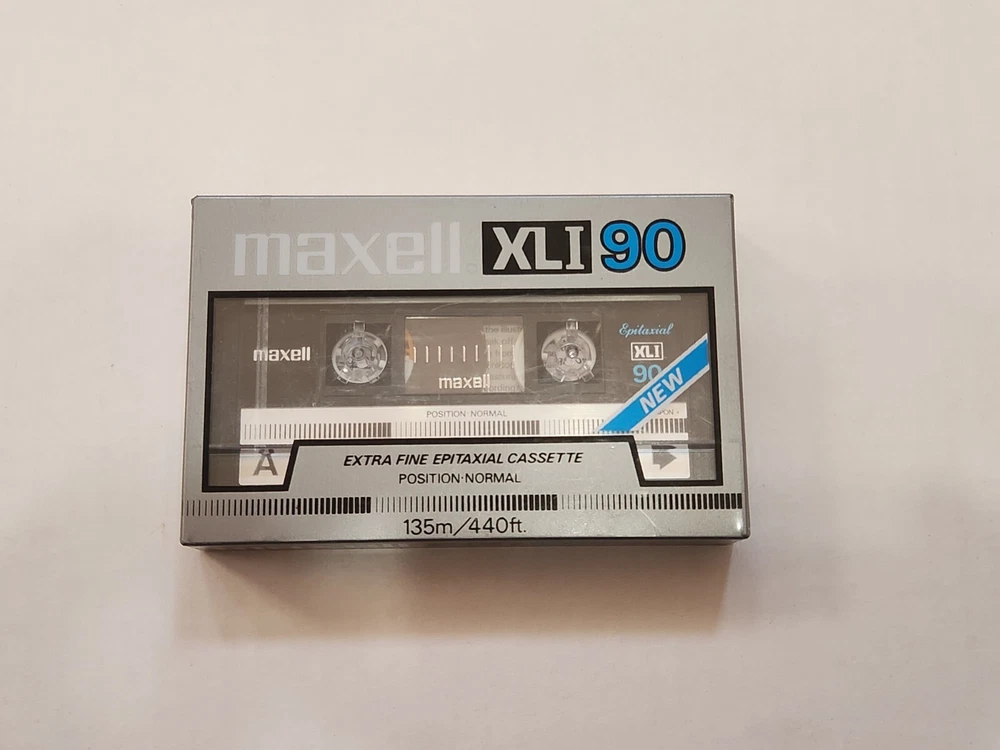 maxell XLI 90
Epitaxial
maxell XLI
maxell 90
NEW
POSITION·NORMAL
A
EXTRA FINE EPITAXIAL CASSETTE
POSITION·NORMAL
135m/440ft.